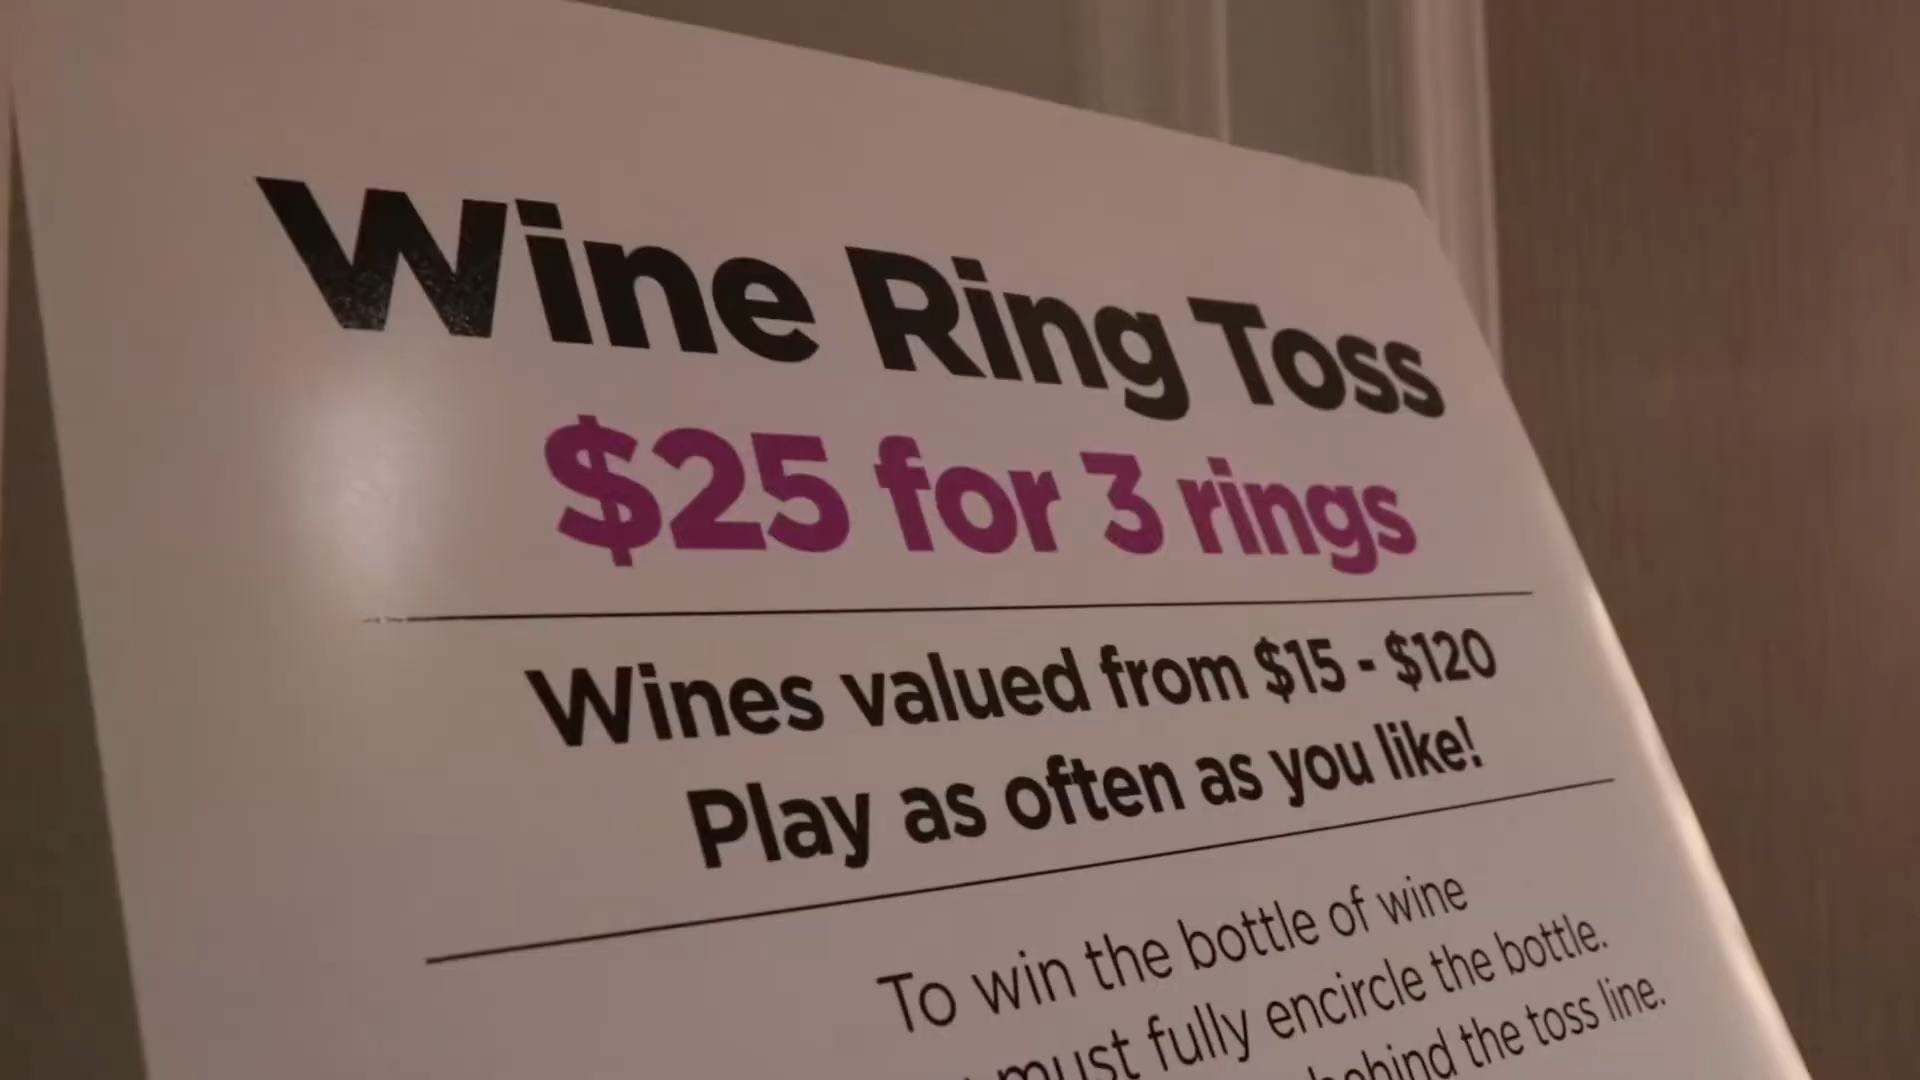 Wine Ring Toss
$25 for 3 rings
Wines valued from $15 - $120
Play as often as you like!
To win the bottle of wine
must fully encircle the bottle.
behind the toss line.